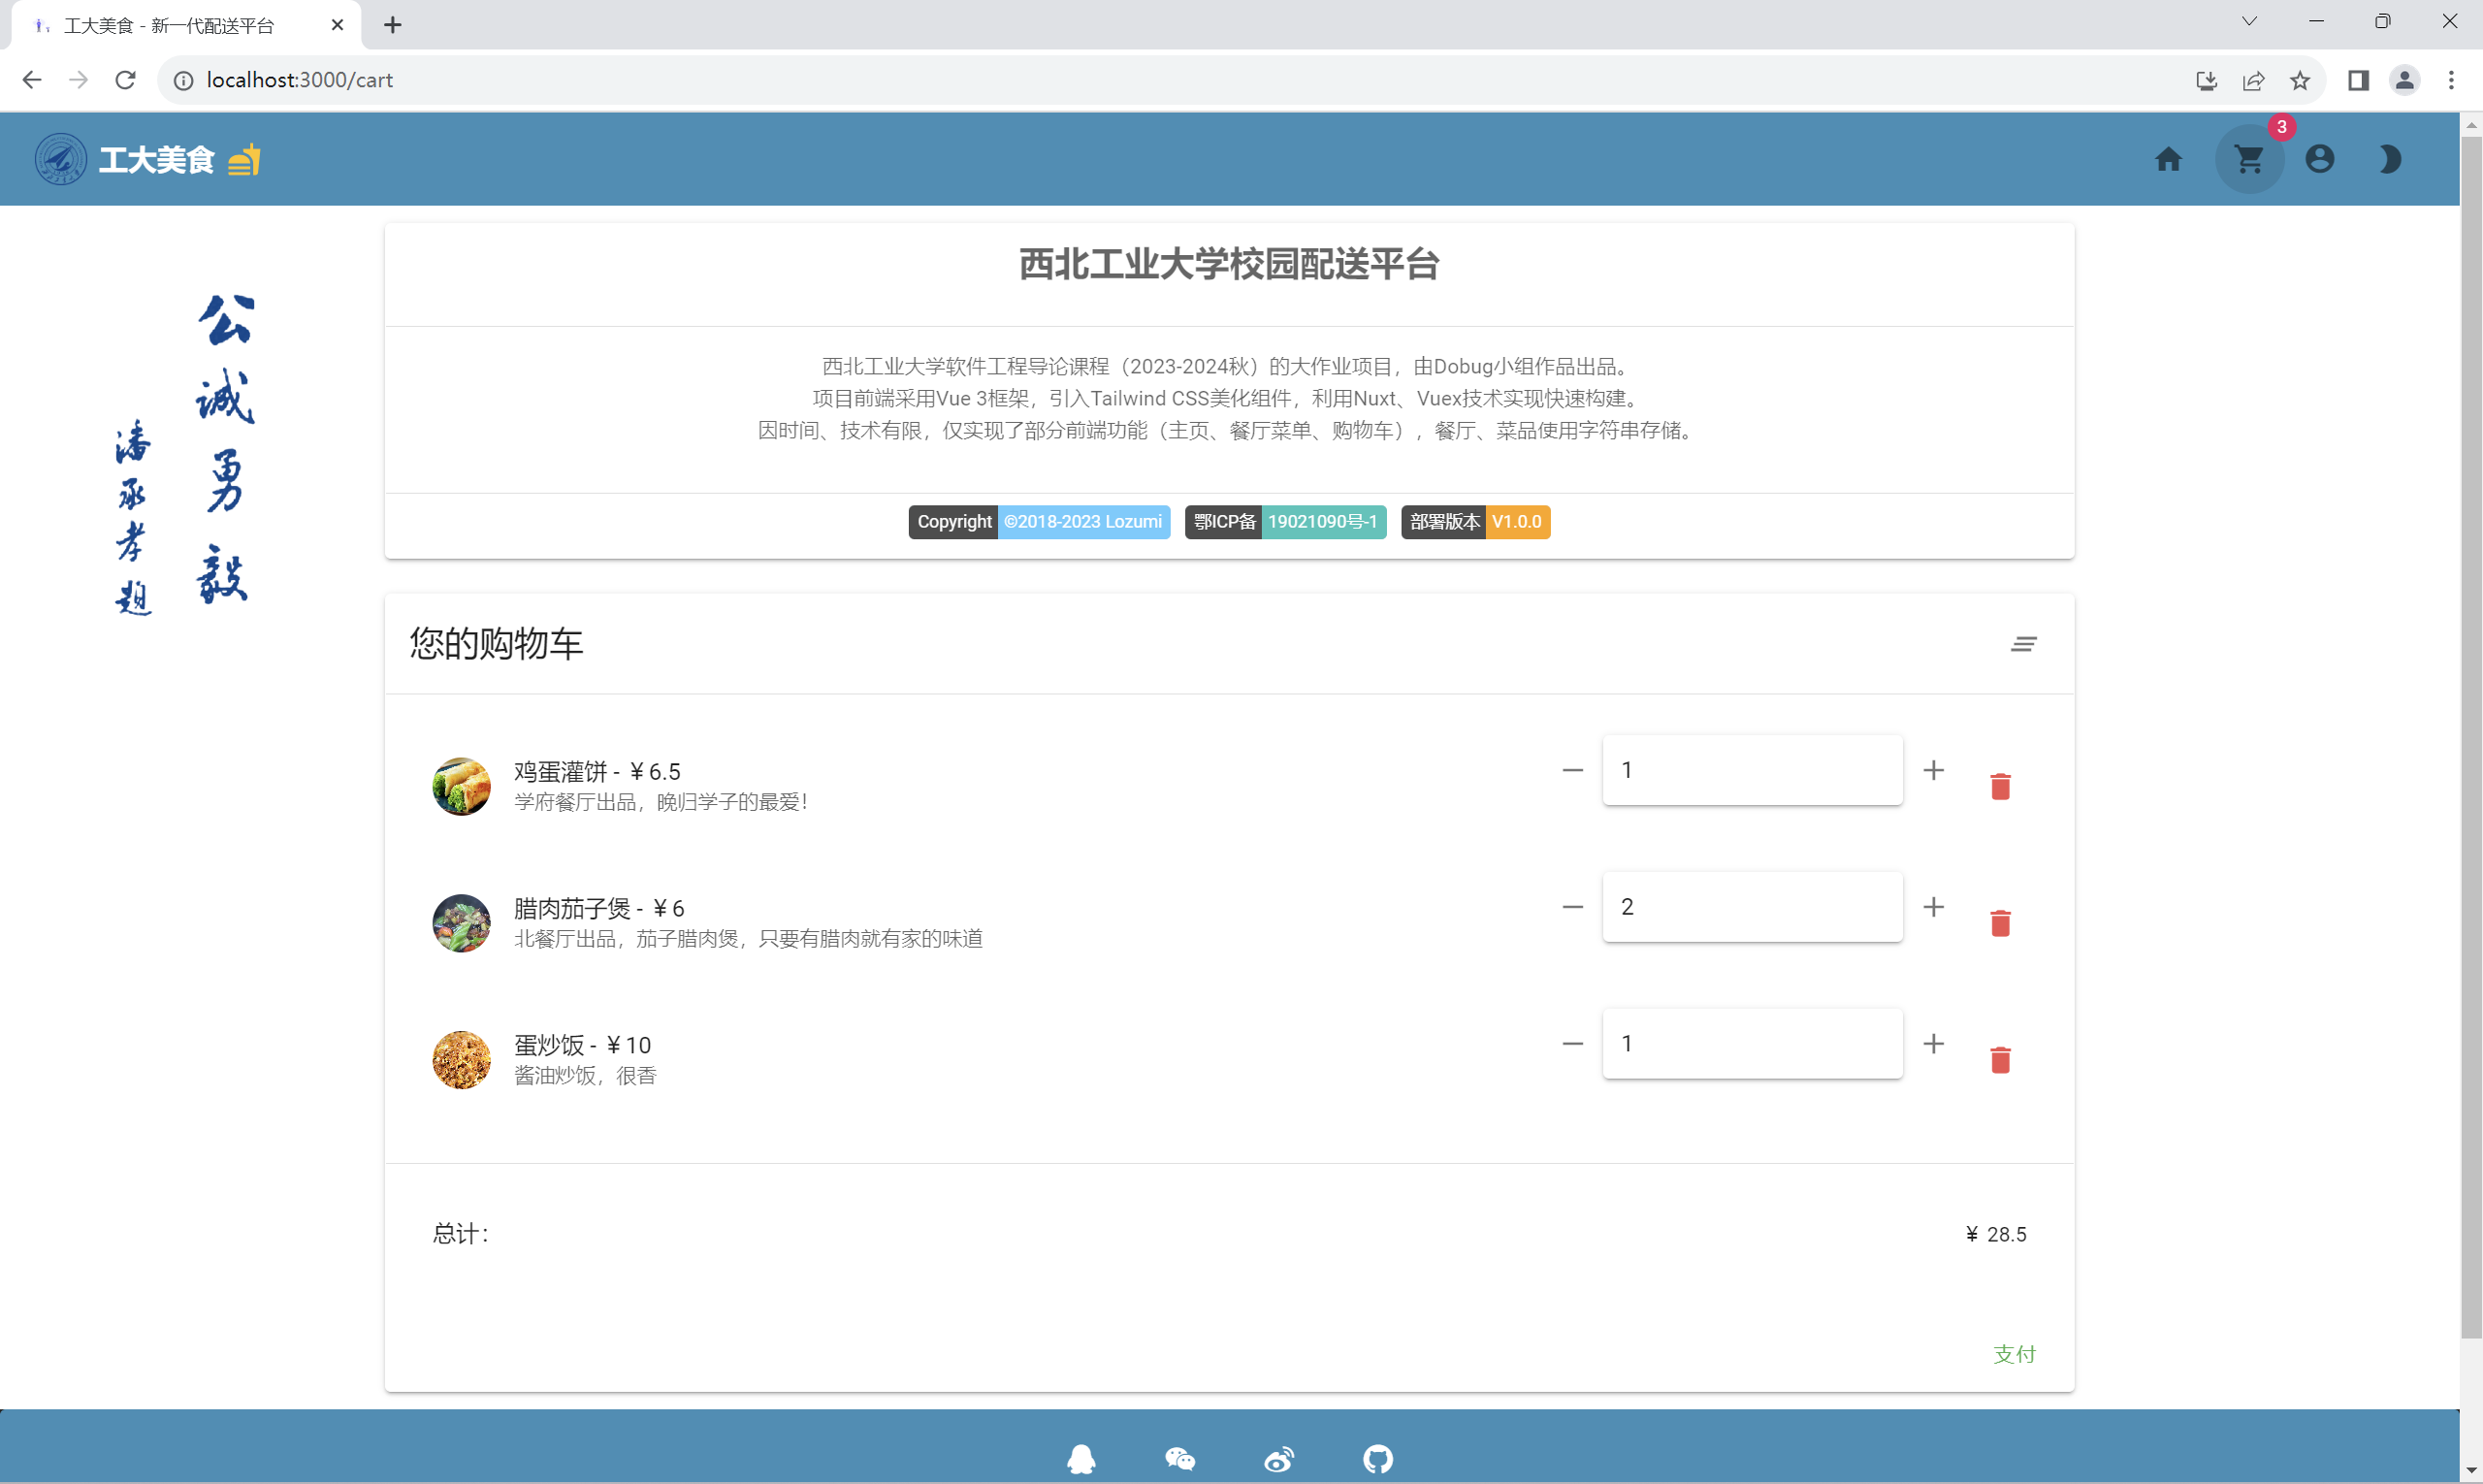 工大美食 - 新一代配送平台
localhost:3000/cart
工大美食
3
公诚勇毅
潘承孝题
西北工业大学校园配送平台
西北工业大学软件工程导论课程（2023-2024秋）的大作业项目，由Dobug小组作品出品。
项目前端采用Vue 3框架，引入Tailwind CSS美化组件，利用Nuxt、Vuex技术实现快速构建。
因时间、技术有限，仅实现了部分前端功能（主页、餐厅菜单、购物车），餐厅、菜品使用字符串存储。
Copyright ©2018-2023 Lozumi 鄂ICP备 19021090号-1 部署版本 V1.0.0
您的购物车
鸡蛋灌饼 - ￥6.5
学府餐厅出品，晚归学子的最爱！
1
腊肉茄子煲 - ￥6
北餐厅出品，茄子腊肉煲，只要有腊肉就有家的味道
2
蛋炒饭 - ￥10
酱油炒饭，很香
1
总计：
￥ 28.5
支付